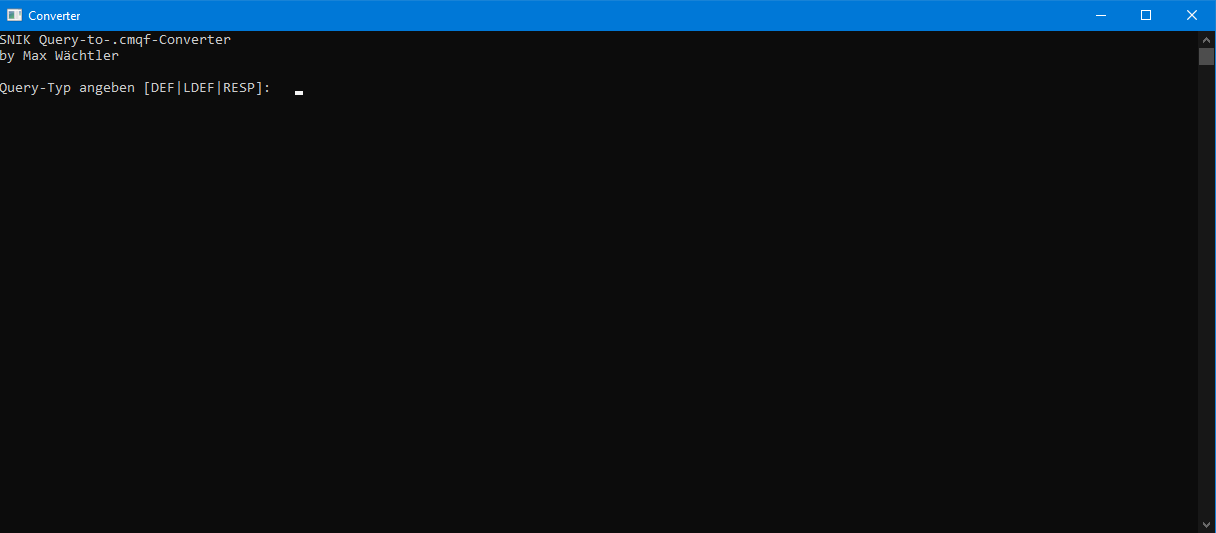 Converter
SNIK Query-to-.cmqf-Converter
by Max Wächtler
Query-Typ angeben [DEF|LDEF|RESP]: